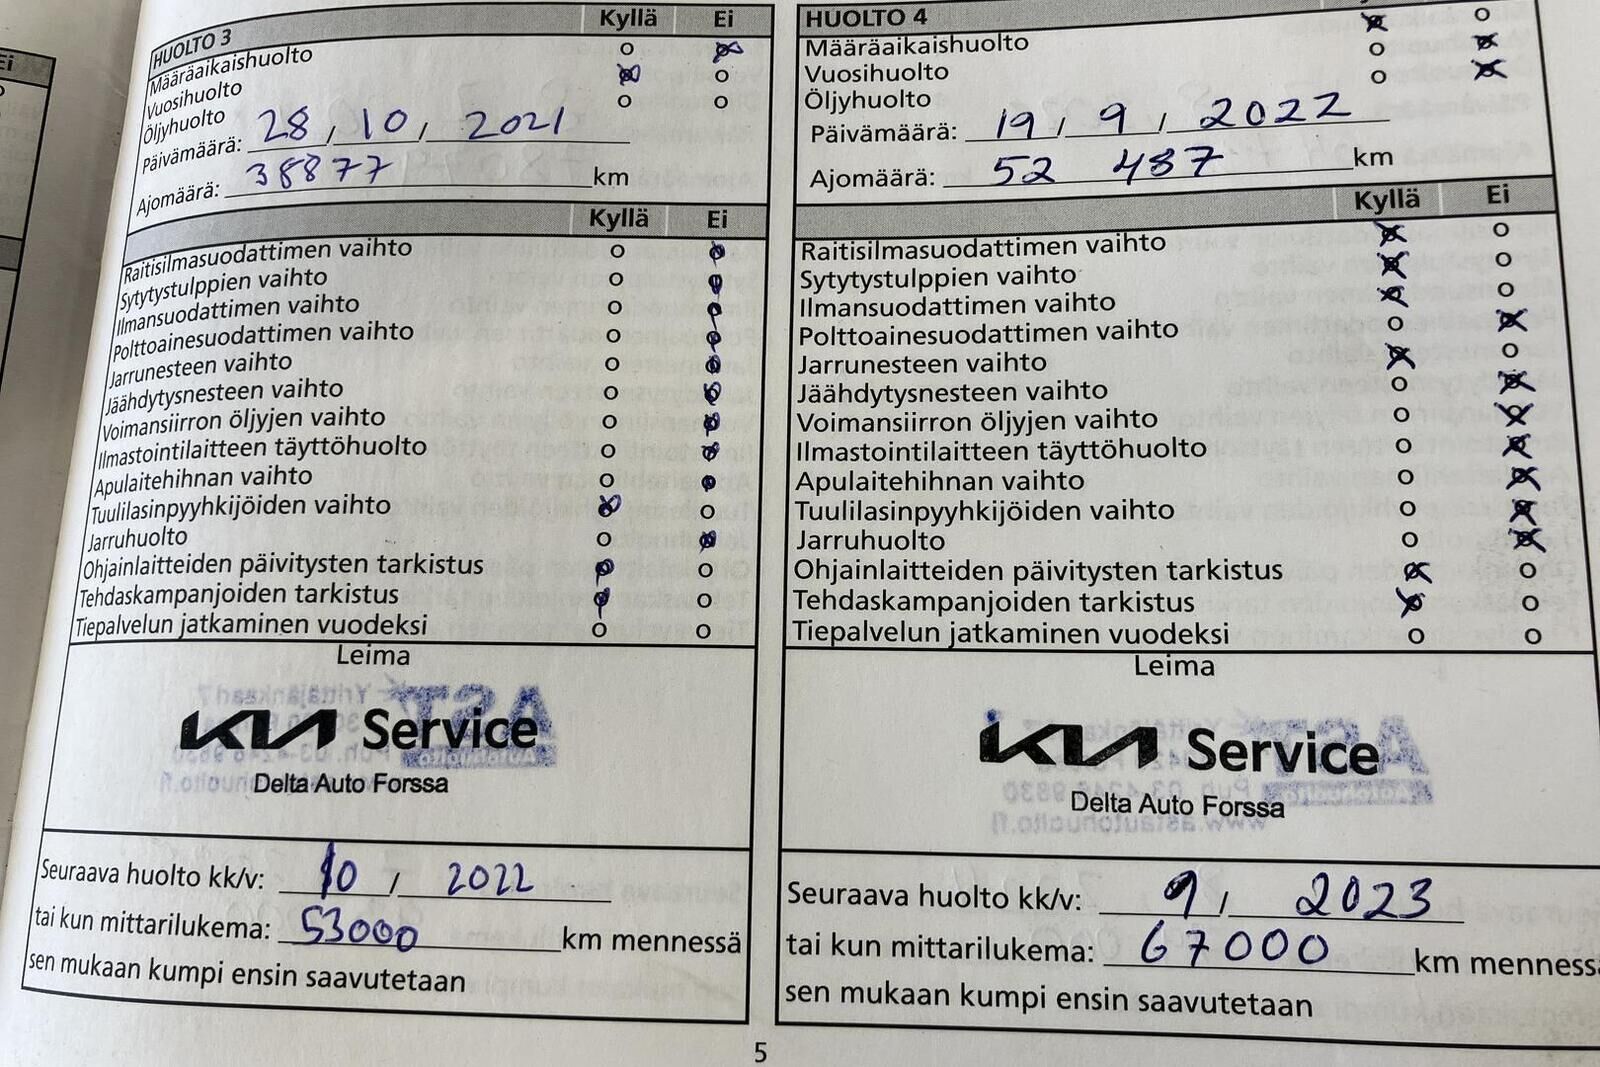 Ei
HUOLTO 3 Kyllä Ei
Määräaikaishuolto
Vuosihuolto
Öljyhuolto
Päivämäärä: 28 / 10 / 2021
Ajomäärä: 38877 km
Kyllä Ei
Raitisilmasuodattimen vaihto
Sytytystulppien vaihto
Ilmansuodattimen vaihto
Polttoainesuodattimen vaihto
Jarrunesteen vaihto
Jäähdytysnesteen vaihto
Voimansiirron öljyjen vaihto
Ilmastointilaitteen täyttöhuolto
Apulaitehihnan vaihto
Tuulilasinpyyhkijöiden vaihto
Jarruhuolto
Ohjainlaitteiden päivitysten tarkistus
Tehdaskampanjoiden tarkistus
Tiepalvelun jatkaminen vuodeksi
Leima
KIA Service
Delta Auto Forssa
Seuraava huolto kk/v: 10 / 2022
tai kun mittarilukema: 53000 km mennessä
sen mukaan kumpi ensin saavutetaan
HUOLTO 4
Määräaikaishuolto
Vuosihuolto
Öljyhuolto
Päivämäärä: 19 / 9 / 2022
Ajomäärä: 52 487 km
Kyllä Ei
Raitisilmasuodattimen vaihto
Sytytystulppien vaihto
Ilmansuodattimen vaihto
Polttoainesuodattimen vaihto
Jarrunesteen vaihto
Jäähdytysnesteen vaihto
Voimansiirron öljyjen vaihto
Ilmastointilaitteen täyttöhuolto
Apulaitehihnan vaihto
Tuulilasinpyyhkijöiden vaihto
Jarruhuolto
Ohjainlaitteiden päivitysten tarkistus
Tehdaskampanjoiden tarkistus
Tiepalvelun jatkaminen vuodeksi
Leima
KIA Service
Delta Auto Forssa
Seuraava huolto kk/v: 9 / 2023
tai kun mittarilukema: 67000 km mennessä
sen mukaan kumpi ensin saavutetaan
5